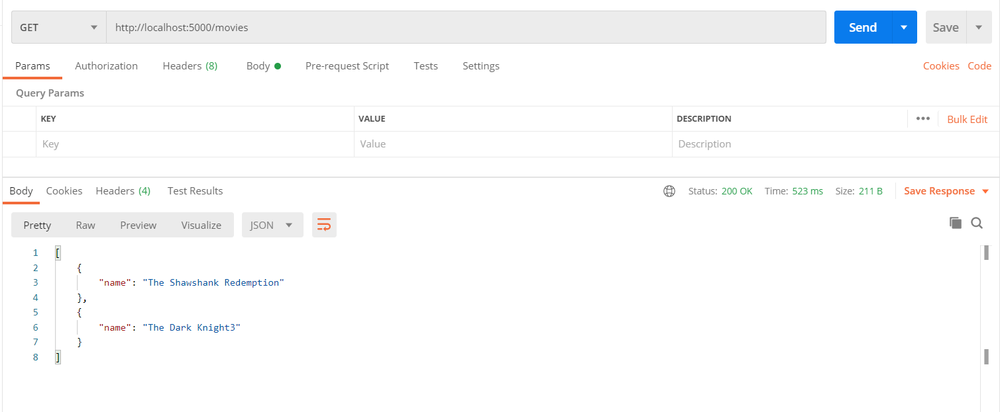 GET http://localhost:5000/movies Send Save
Params Authorization Headers (8) Body Pre-request Script Tests Settings Cookies Code
Query Params
KEY VALUE DESCRIPTION ••• Bulk Edit
Key Value Description
Body Cookies Headers (4) Test Results Status: 200 OK Time: 523 ms Size: 211 B Save Response
Pretty Raw Preview Visualize JSON
1 [
2 {
3 "name": "The Shawshank Redemption"
4 },
5 {
6 "name": "The Dark Knight3"
7 }
8 ]